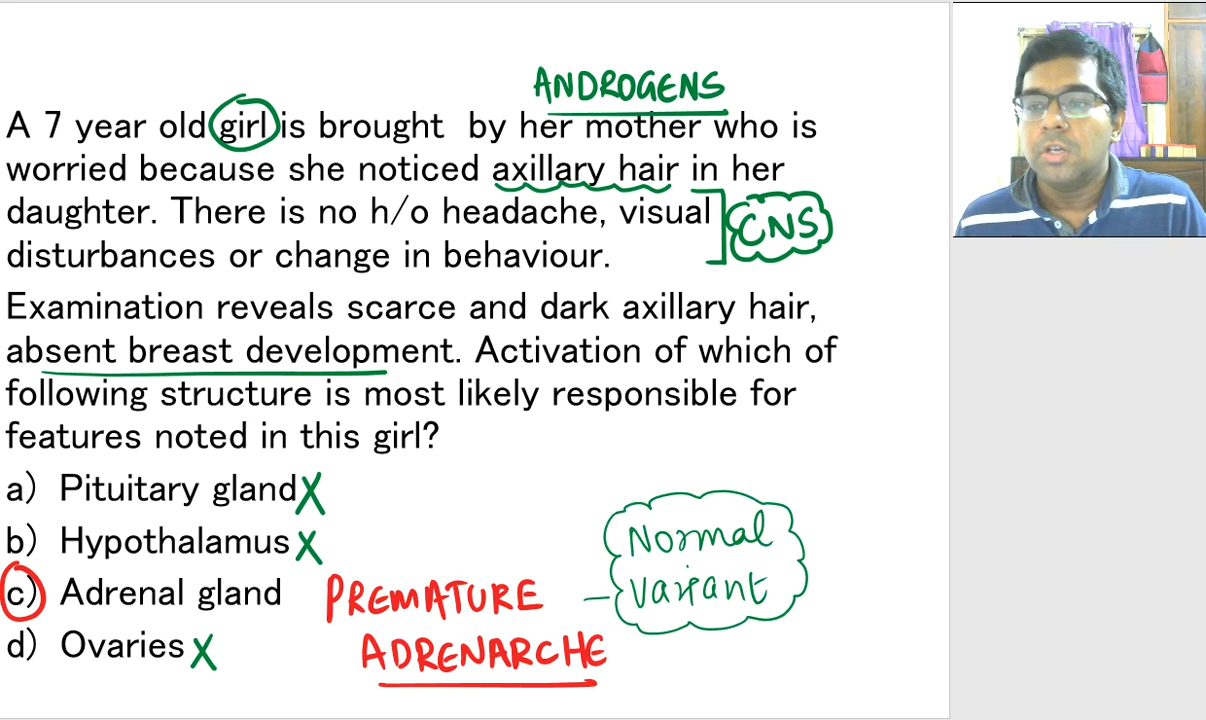 ANDROGENS
A 7 year old girl is brought by her mother who is
worried because she noticed axillary hair in her
daughter. There is no h/o headache, visual
disturbances or change in behaviour.
CNS
Examination reveals scarce and dark axillary hair,
absent breast development. Activation of which of
following structure is most likely responsible for
features noted in this girl?
a) Pituitary gland X
b) Hypothalamus X
c) Adrenal gland
d) Ovaries X
PREMATURE
ADRENARCHE
Normal
Variant